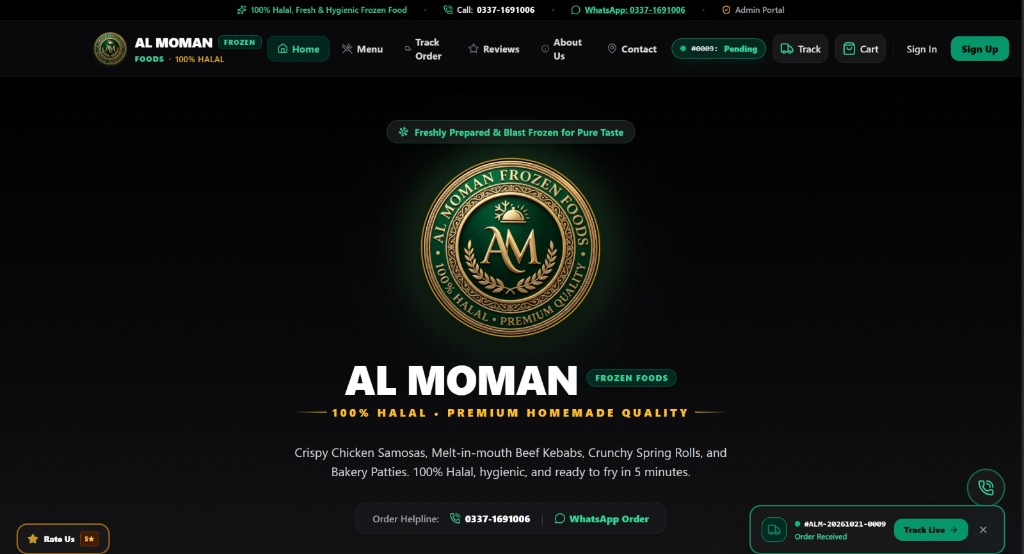 100% Halal, Fresh & Hygienic Frozen Food • Call: 0337-1691006 • WhatsApp: 0337-1691006 • Admin Portal
AL MOMAN FROZEN
FOODS • 100% HALAL
Home
Menu
Track
Order
Reviews
About
Us
Contact
#0009: Pending
Track
Cart
Sign In
Sign Up
Freshly Prepared & Blast Frozen for Pure Taste
AL MOMAN FROZEN FOODS
AM
• 100% HALAL • PREMIUM QUALITY •
AL MOMAN FROZEN FOODS
100% HALAL • PREMIUM HOMEMADE QUALITY
Crispy Chicken Samosas, Melt-in-mouth Beef Kebabs, Crunchy Spring Rolls, and
Bakery Patties. 100% Halal, hygienic, and ready to fry in 5 minutes.
Order Helpline: 0337-1691006 | WhatsApp Order
Rate Us 5★
#ALM-20261021-0009
Order Received
Track Live →